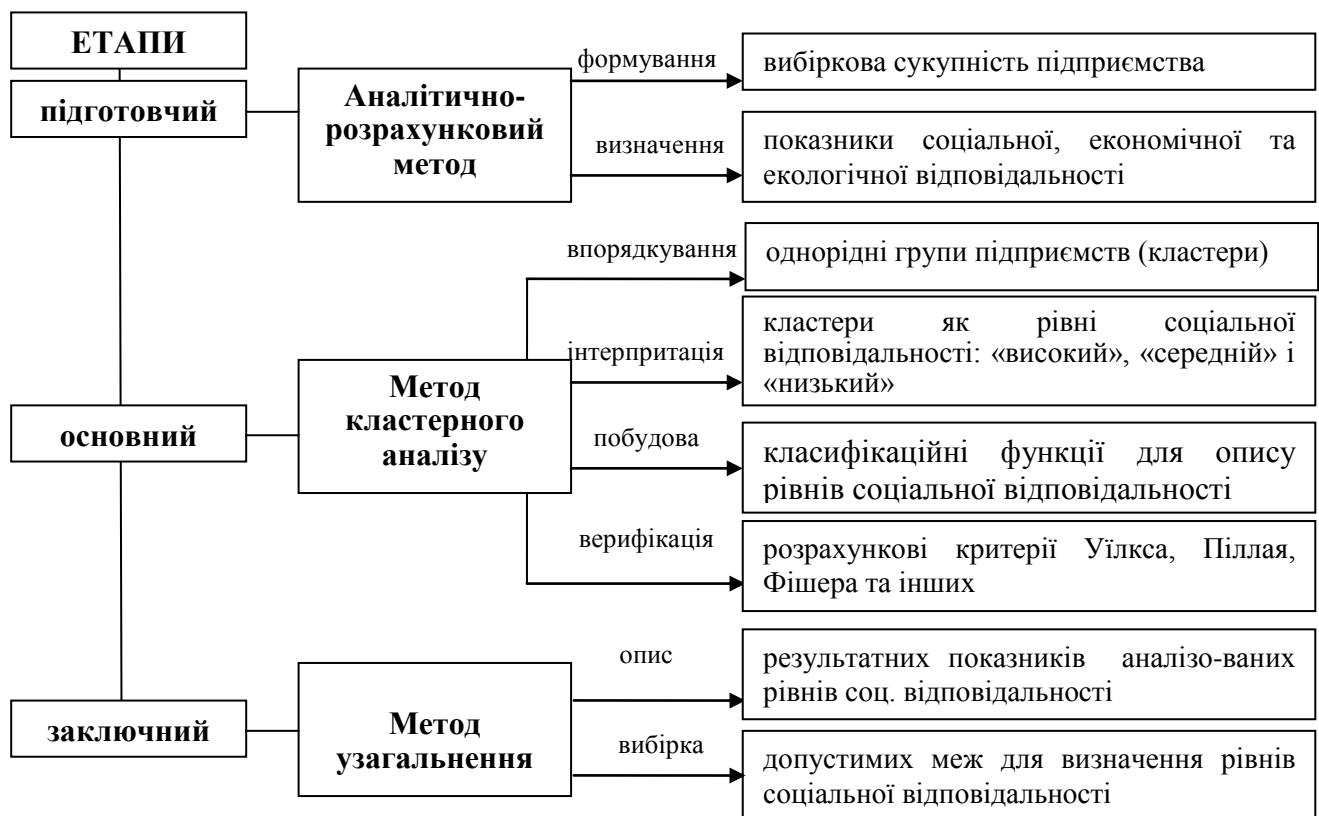 ЕТАПИ
підготовчий
Аналітично-
розрахунковий
метод
формування
вибіркова сукупність підприємства
визначення
показники соціальної, економічної та
екологічної відповідальності
основний
Метод
кластерного
аналізу
впорядкування
однорідні групи підприємств (кластери)
інтерпритація
кластери як рівні соціальної
відповідальності: «високий», «середній» і
«низький»
побудова
класифікаційні функції для опису
рівнів соціальної відповідальності
верифікація
розрахункові критерії Уїлкса, Піллая,
Фішера та інших
заключний
Метод
узагальнення
опис
результатних показників аналізо-ваних
рівнів соц. відповідальності
вибірка
допустимих меж для визначення рівнів
соціальної відповідальності